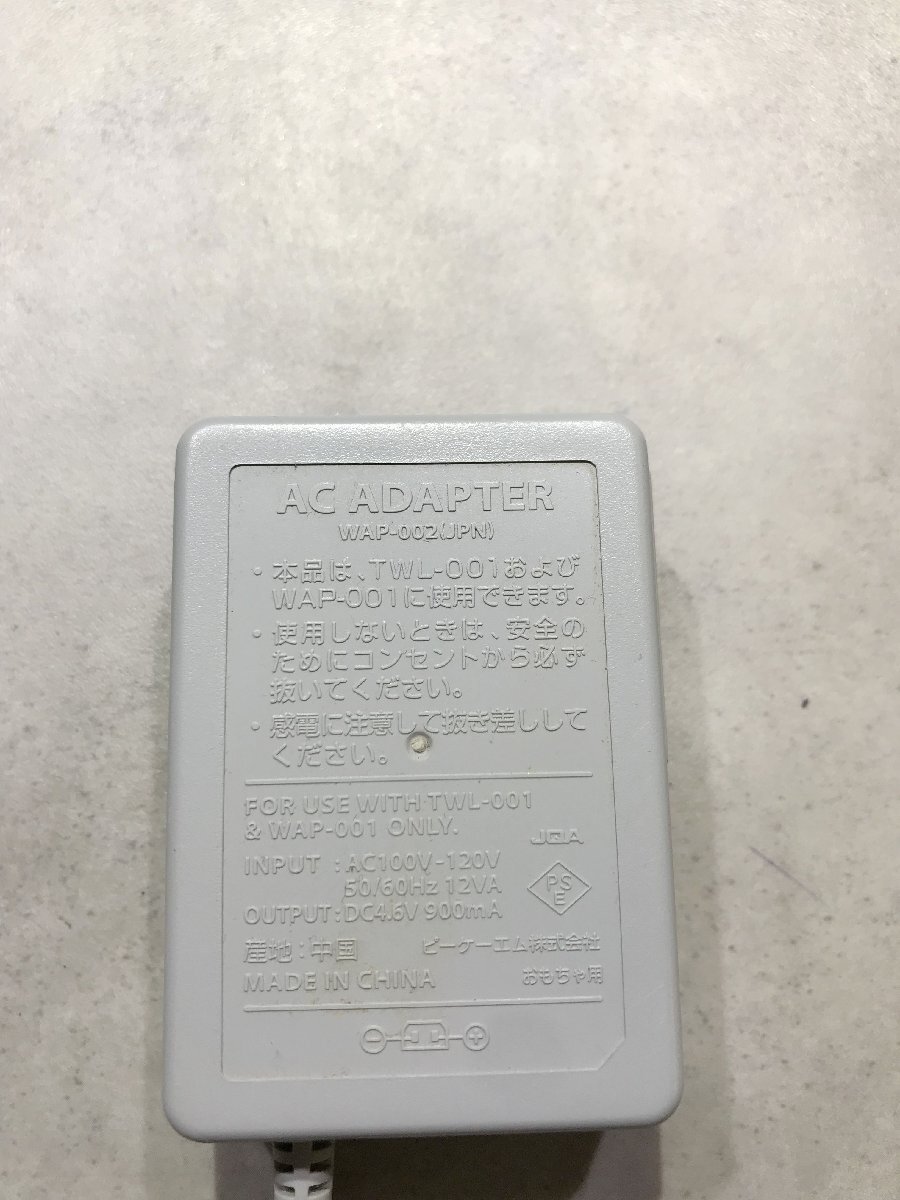 AC ADAPTER
WAP-002(JPN)
・本品は、TWL-001および
WAP-001に使用できます。
・使用しないときは、安全の
ためにコンセントから必ず
抜いてください。
・感電に注意して抜き差しして
ください。
FOR USE WITH TWL-001
& WAP-001 ONLY.
JQA
INPUT : AC100V-120V
50/60Hz 12VA
PS
E
OUTPUT : DC4.6V 900mA
産地 : 中国
ピーケーエム株式会社
MADE IN CHINA
おもちゃ用